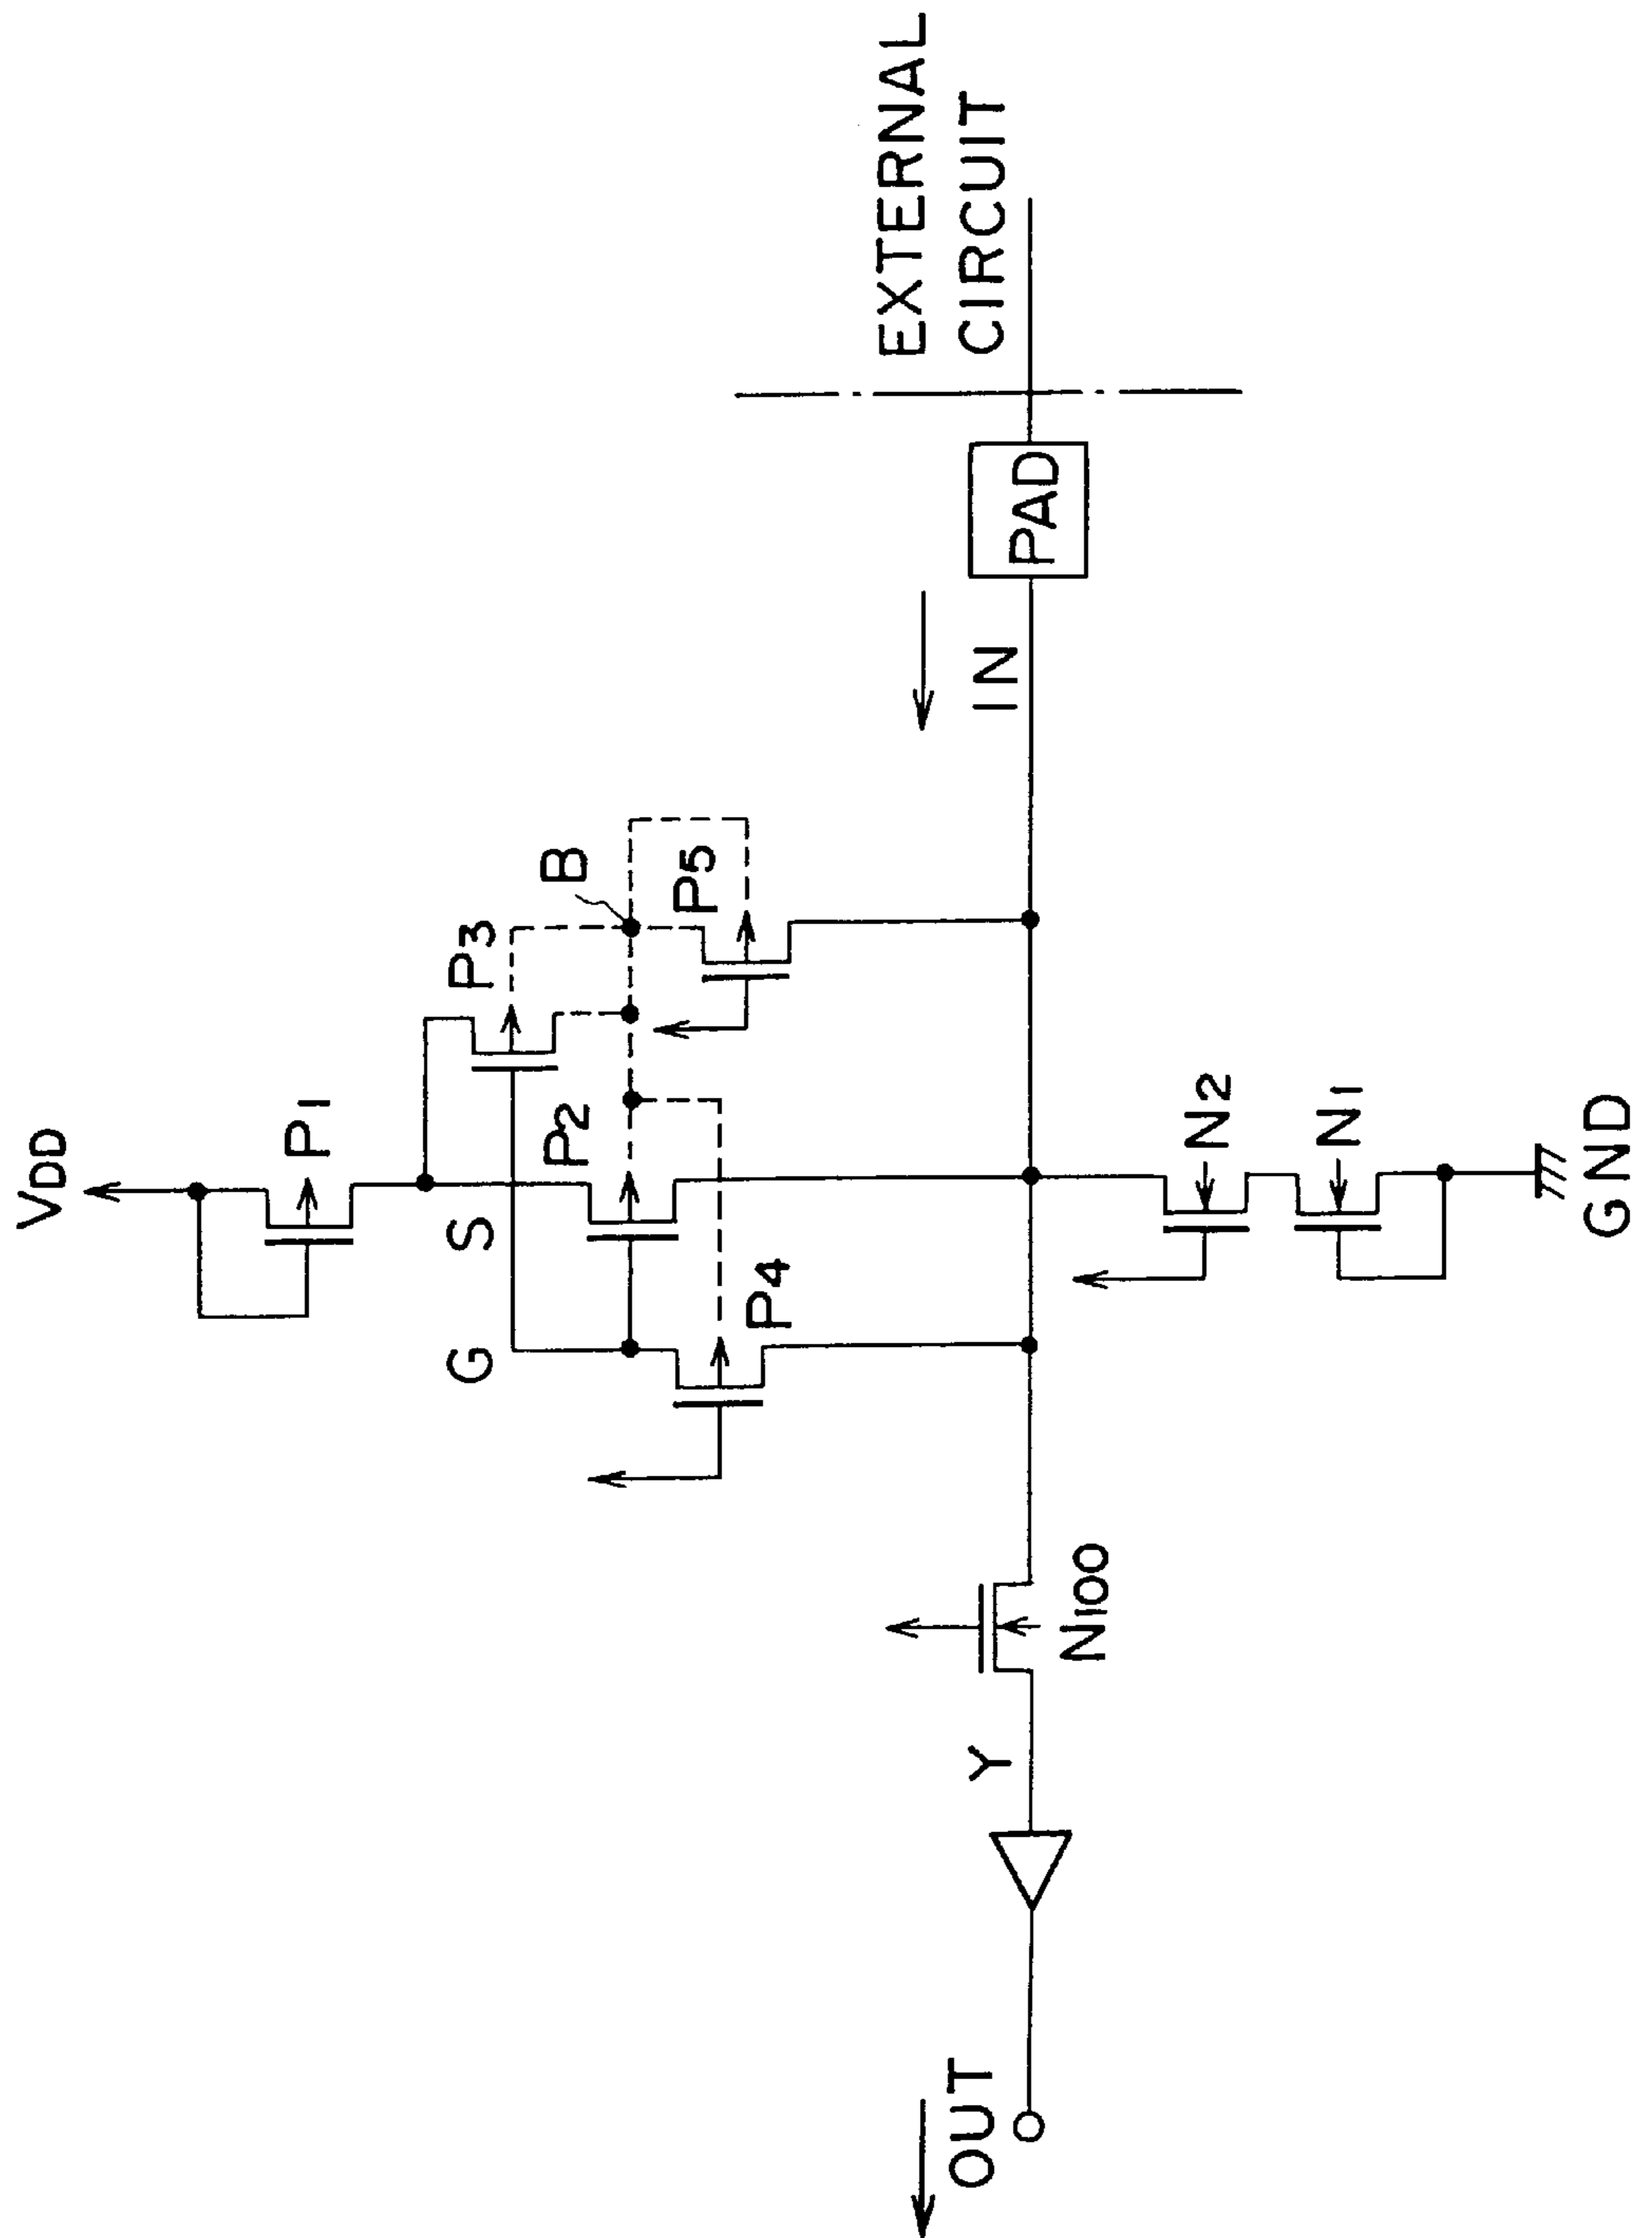 VDD
P1
S
P3
G
B
P2
P5
P4
EXTERNAL
CIRCUIT
IN
PAD
OUT
Y
N100
N2
N1
GND